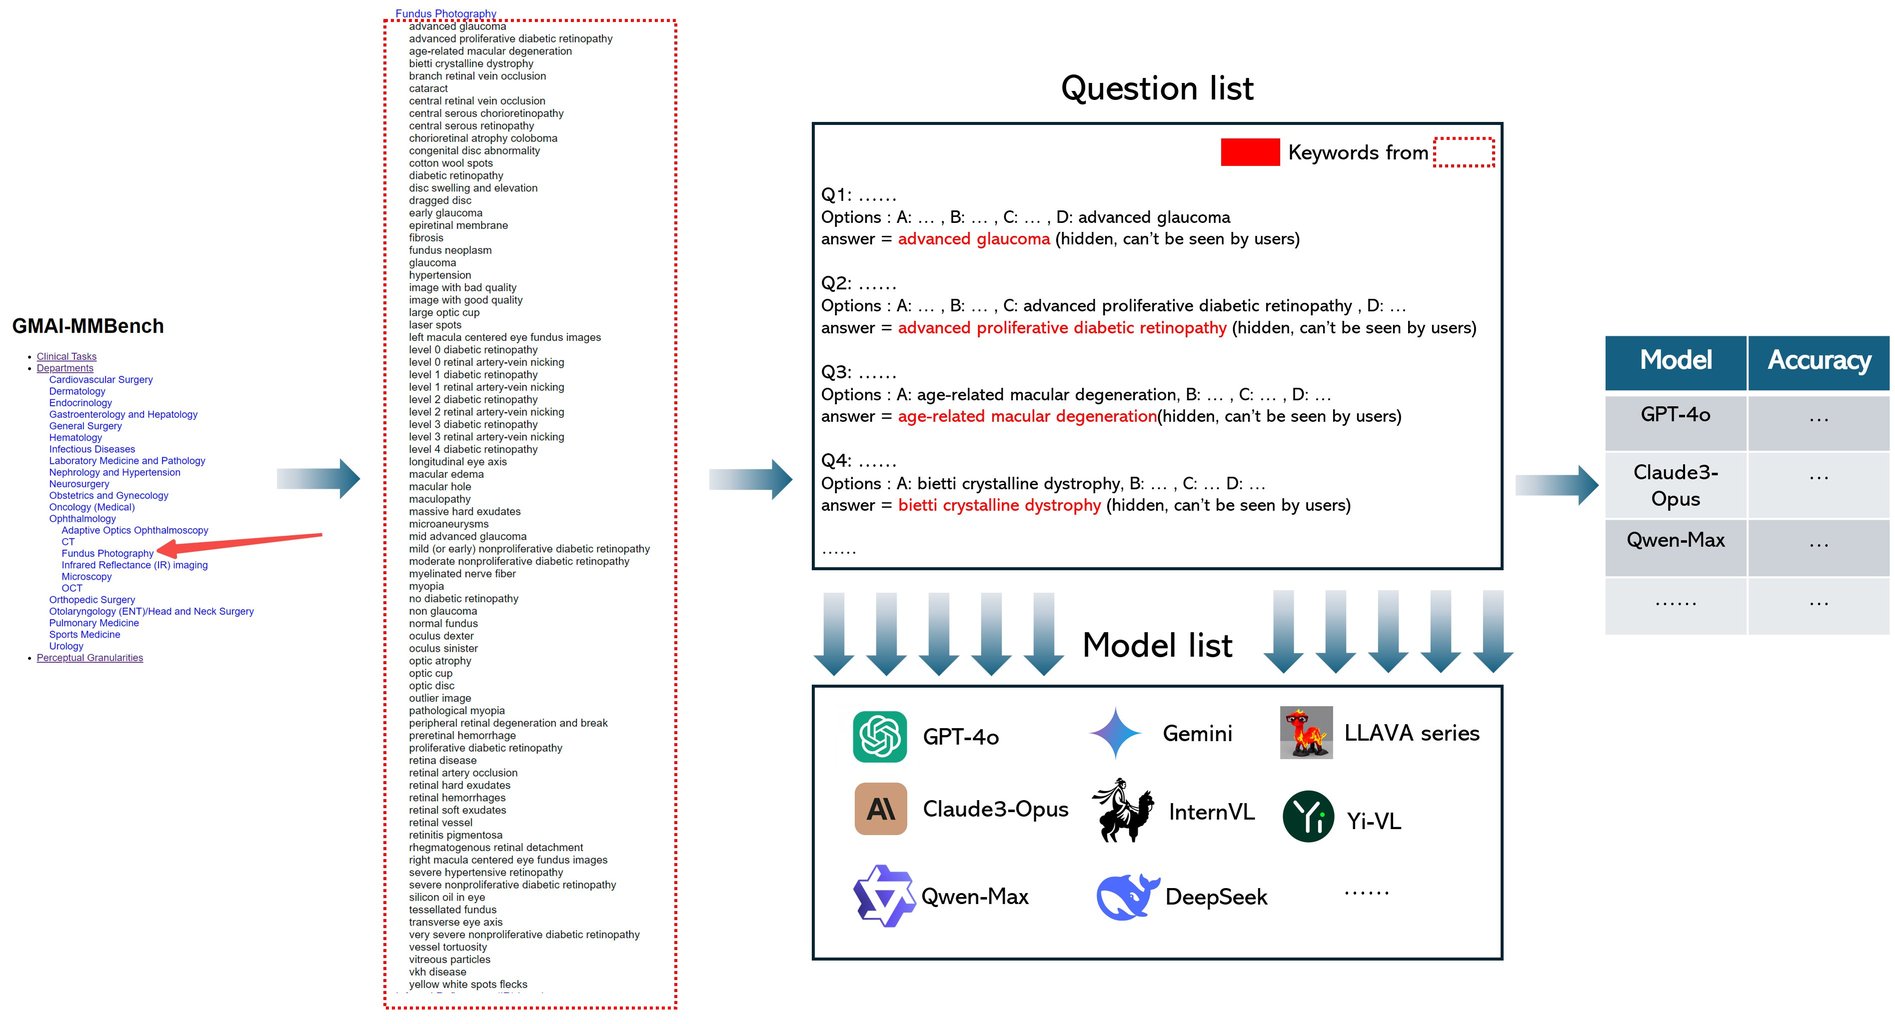 GMAI-MMBench
Clinical Tasks
Departments
Cardiovascular Surgery
Dermatology
Endocrinology
Gastroenterology and Hepatology
General Surgery
Hematology
Infectious Diseases
Laboratory Medicine and Pathology
Nephrology and Hypertension
Neurosurgery
Obstetrics and Gynecology
Oncology (Medical)
Ophthalmology
Adaptive Optics Ophthalmoscopy
CT
Fundus Photography
Infrared Reflectance (IR) imaging
Microscopy
OCT
Orthopedic Surgery
Otolaryngology (ENT)/Head and Neck Surgery
Pulmonary Medicine
Sports Medicine
Urology
Perceptual Granularities
Fundus Photography
advanced glaucoma
advanced proliferative diabetic retinopathy
age-related macular degeneration
bietti crystalline dystrophy
branch retinal vein occlusion
cataract
central retinal vein occlusion
central serous chorioretinopathy
central serous retinopathy
chorioretinal atrophy coloboma
congenital disc abnormality
cotton wool spots
diabetic retinopathy
disc swelling and elevation
dragged disc
early glaucoma
epiretinal membrane
fibrosis
fundus neoplasm
glaucoma
hypertension
image with bad quality
image with good quality
large optic cup
laser spots
left macula centered eye fundus images
level 0 diabetic retinopathy
level 0 retinal artery-vein nicking
level 1 diabetic retinopathy
level 1 retinal artery-vein nicking
level 2 diabetic retinopathy
level 2 retinal artery-vein nicking
level 3 diabetic retinopathy
level 3 retinal artery-vein nicking
level 4 diabetic retinopathy
longitudinal eye axis
macular edema
macular hole
maculopathy
massive hard exudates
microaneurysms
mid advanced glaucoma
mild (or early) nonproliferative diabetic retinopathy
moderate nonproliferative diabetic retinopathy
myelinated nerve fiber
myopia
no diabetic retinopathy
non glaucoma
normal fundus
oculus dexter
oculus sinister
optic atrophy
optic cup
optic disc
outlier image
pathological myopia
peripheral retinal degeneration and break
preretinal hemorrhage
proliferative diabetic retinopathy
retina disease
retinal artery occlusion
retinal hard exudates
retinal hemorrhages
retinal soft exudates
retinal vessel
retinitis pigmentosa
rhegmatogenous retinal detachment
right macula centered eye fundus images
severe hypertensive retinopathy
severe nonproliferative diabetic retinopathy
silicon oil in eye
tessellated fundus
transverse eye axis
very severe nonproliferative diabetic retinopathy
vessel tortuosity
vitreous particles
vkh disease
yellow white spots flecks
Question list
Keywords from
Q1: ......
Options : A: ... , B: ... , C: ... , D: advanced glaucoma
answer = advanced glaucoma (hidden, can't be seen by users)
Q2: ......
Options : A: ... , B: ... , C: advanced proliferative diabetic retinopathy , D: ...
answer = advanced proliferative diabetic retinopathy (hidden, can't be seen by users)
Q3: ......
Options : A: age-related macular degeneration, B: ... , C: ... , D: ...
answer = age-related macular degeneration(hidden, can't be seen by users)
Q4: ......
Options : A: bietti crystalline dystrophy, B: ... , C: ... D: ...
answer = bietti crystalline dystrophy (hidden, can't be seen by users)
......
Model list
GPT-4o
Gemini
LLAVA series
Claude3-Opus
InternVL
Yi
Yi-VL
Qwen-Max
DeepSeek
......
Model Accuracy
GPT-4o ...
Claude3-
Opus ...
Qwen-Max ...
...... ...